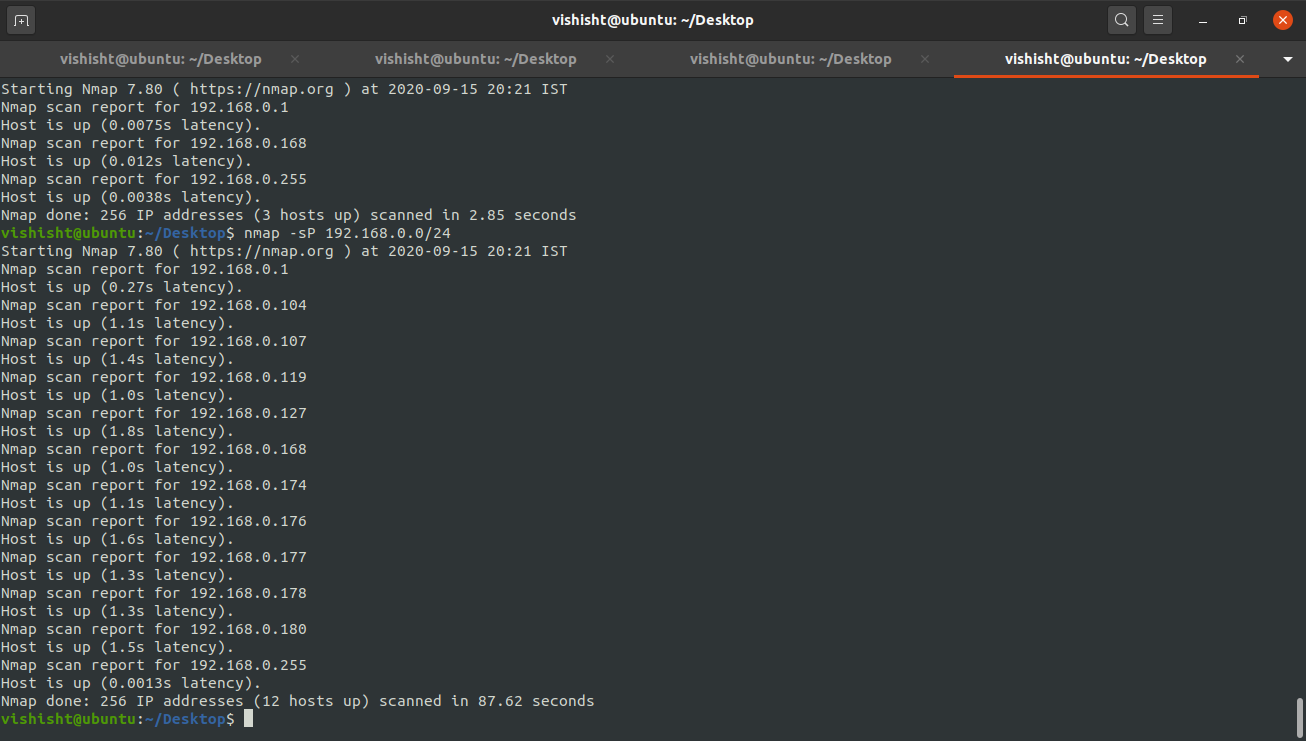 vishisht@ubuntu: ~/Desktop
vishisht@ubuntu: ~/Desktop
vishisht@ubuntu: ~/Desktop
vishisht@ubuntu: ~/Desktop
vishisht@ubuntu: ~/Desktop
Starting Nmap 7.80 ( https://nmap.org ) at 2020-09-15 20:21 IST
Nmap scan report for 192.168.0.1
Host is up (0.0075s latency).
Nmap scan report for 192.168.0.168
Host is up (0.012s latency).
Nmap scan report for 192.168.0.255
Host is up (0.0038s latency).
Nmap done: 256 IP addresses (3 hosts up) scanned in 2.85 seconds
vishisht@ubuntu:~/Desktop$ nmap -sP 192.168.0.0/24
Starting Nmap 7.80 ( https://nmap.org ) at 2020-09-15 20:21 IST
Nmap scan report for 192.168.0.1
Host is up (0.27s latency).
Nmap scan report for 192.168.0.104
Host is up (1.1s latency).
Nmap scan report for 192.168.0.107
Host is up (1.4s latency).
Nmap scan report for 192.168.0.119
Host is up (1.0s latency).
Nmap scan report for 192.168.0.127
Host is up (1.8s latency).
Nmap scan report for 192.168.0.168
Host is up (1.0s latency).
Nmap scan report for 192.168.0.174
Host is up (1.1s latency).
Nmap scan report for 192.168.0.176
Host is up (1.6s latency).
Nmap scan report for 192.168.0.177
Host is up (1.3s latency).
Nmap scan report for 192.168.0.178
Host is up (1.3s latency).
Nmap scan report for 192.168.0.180
Host is up (1.5s latency).
Nmap scan report for 192.168.0.255
Host is up (0.0013s latency).
Nmap done: 256 IP addresses (12 hosts up) scanned in 87.62 seconds
vishisht@ubuntu:~/Desktop$